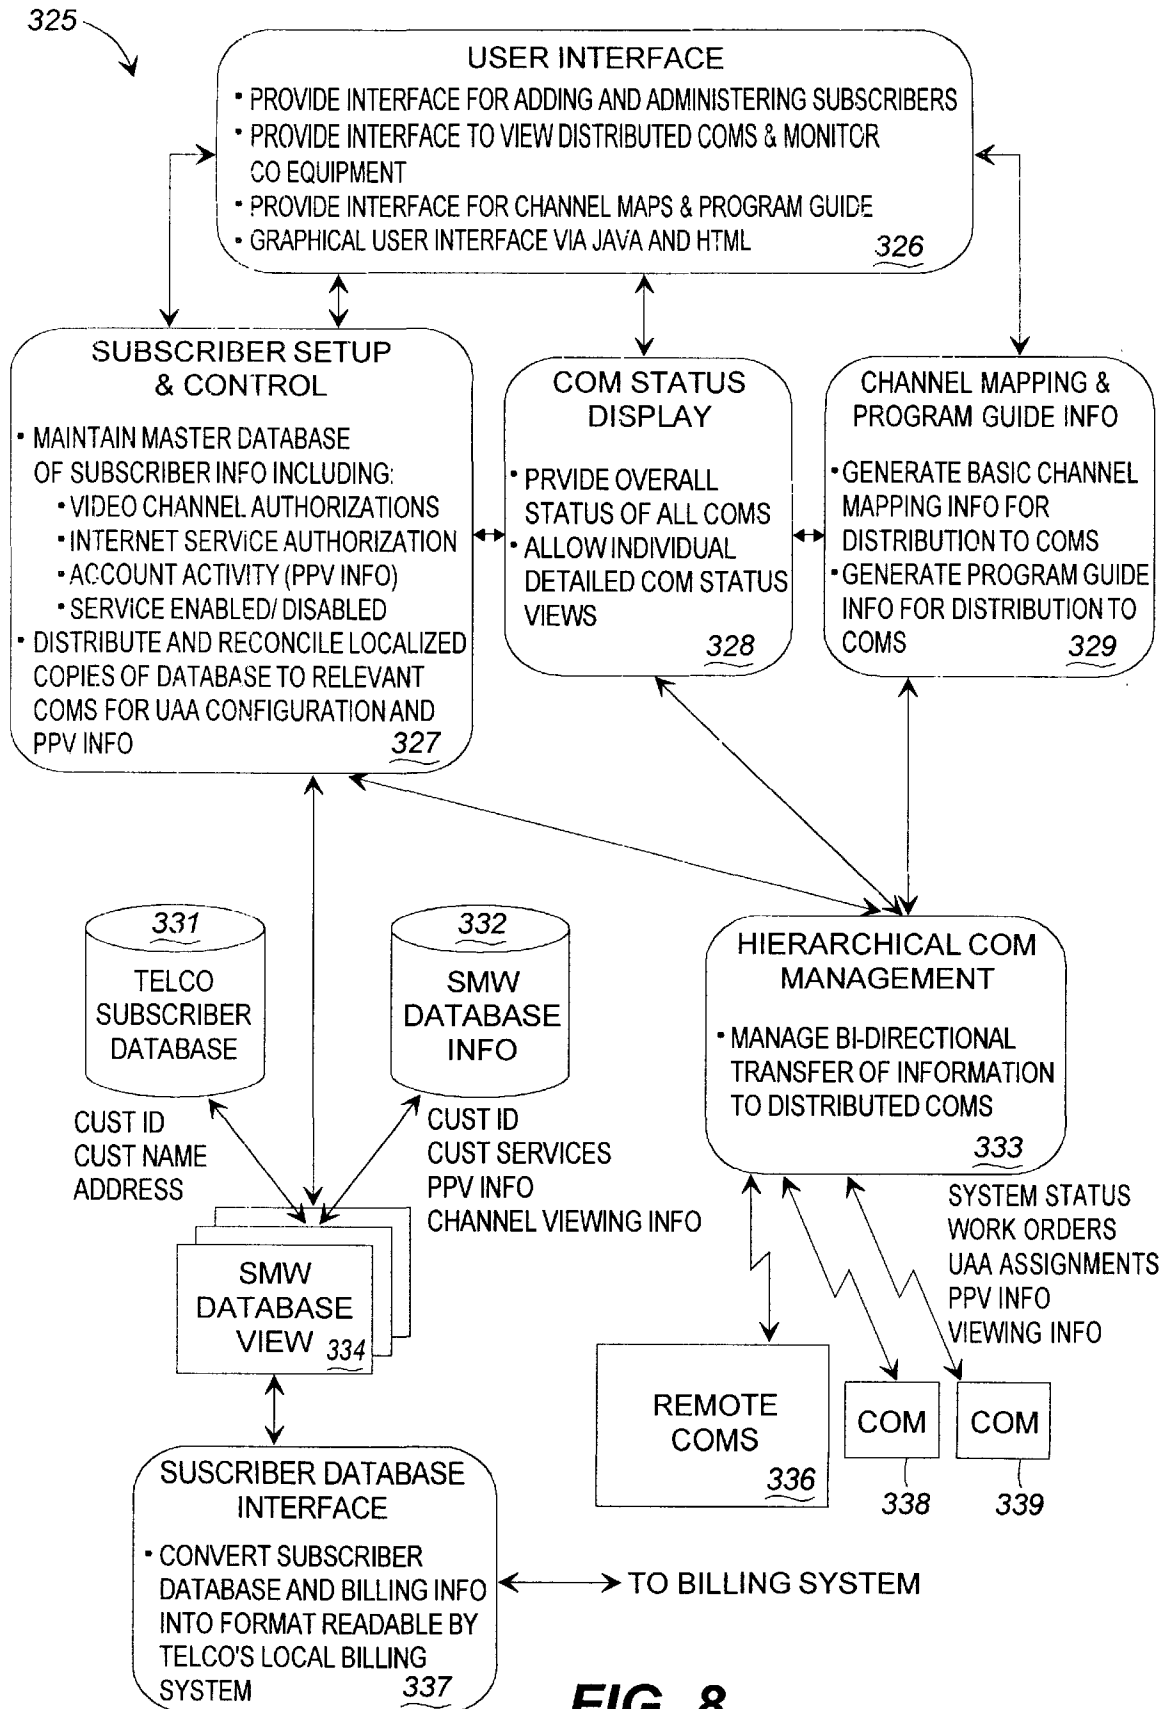 325
USER INTERFACE
▪ PROVIDE INTERFACE FOR ADDING AND ADMINISTERING SUBSCRIBERS
▪ PROVIDE INTERFACE TO VIEW DISTRIBUTED COMS & MONITOR
CO EQUIPMENT
▪ PROVIDE INTERFACE FOR CHANNEL MAPS & PROGRAM GUIDE
▪ GRAPHICAL USER INTERFACE VIA JAVA AND HTML
326
SUBSCRIBER SETUP
& CONTROL
▪ MAINTAIN MASTER DATABASE
OF SUBSCRIBER INFO INCLUDING:
▪ VIDEO CHANNEL AUTHORIZATIONS
▪ INTERNET SERVICE AUTHORIZATION
▪ ACCOUNT ACTIVITY (PPV INFO)
▪ SERVICE ENABLED/ DISABLED
▪ DISTRIBUTE AND RECONCILE LOCALIZED
COPIES OF DATABASE TO RELEVANT
COMS FOR UAA CONFIGURATION AND
PPV INFO
327
COM STATUS
DISPLAY
▪ PRVIDE OVERALL
STATUS OF ALL COMS
▪ ALLOW INDIVIDUAL
DETAILED COM STATUS
VIEWS
328
CHANNEL MAPPING &
PROGRAM GUIDE INFO
▪ GENERATE BASIC CHANNEL
MAPPING INFO FOR
DISTRIBUTION TO COMS
▪ GENERATE PROGRAM GUIDE
INFO FOR DISTRIBUTION TO
COMS
329
331
TELCO
SUBSCRIBER
DATABASE
332
SMW
DATABASE
INFO
CUST ID
CUST NAME
ADDRESS
CUST ID
CUST SERVICES
PPV INFO
CHANNEL VIEWING INFO
HIERARCHICAL COM
MANAGEMENT
▪ MANAGE BI-DIRECTIONAL
TRANSFER OF INFORMATION
TO DISTRIBUTED COMS
333
SYSTEM STATUS
WORK ORDERS
UAA ASSIGNMENTS
PPV INFO
VIEWING INFO
SMW
DATABASE
VIEW
334
REMOTE
COMS
336
COM
338
COM
339
SUSCRIBER DATABASE
INTERFACE
▪ CONVERT SUBSCRIBER
DATABASE AND BILLING INFO
INTO FORMAT READABLE BY
TELCO'S LOCAL BILLING
SYSTEM
337
TO BILLING SYSTEM
FIG. 8